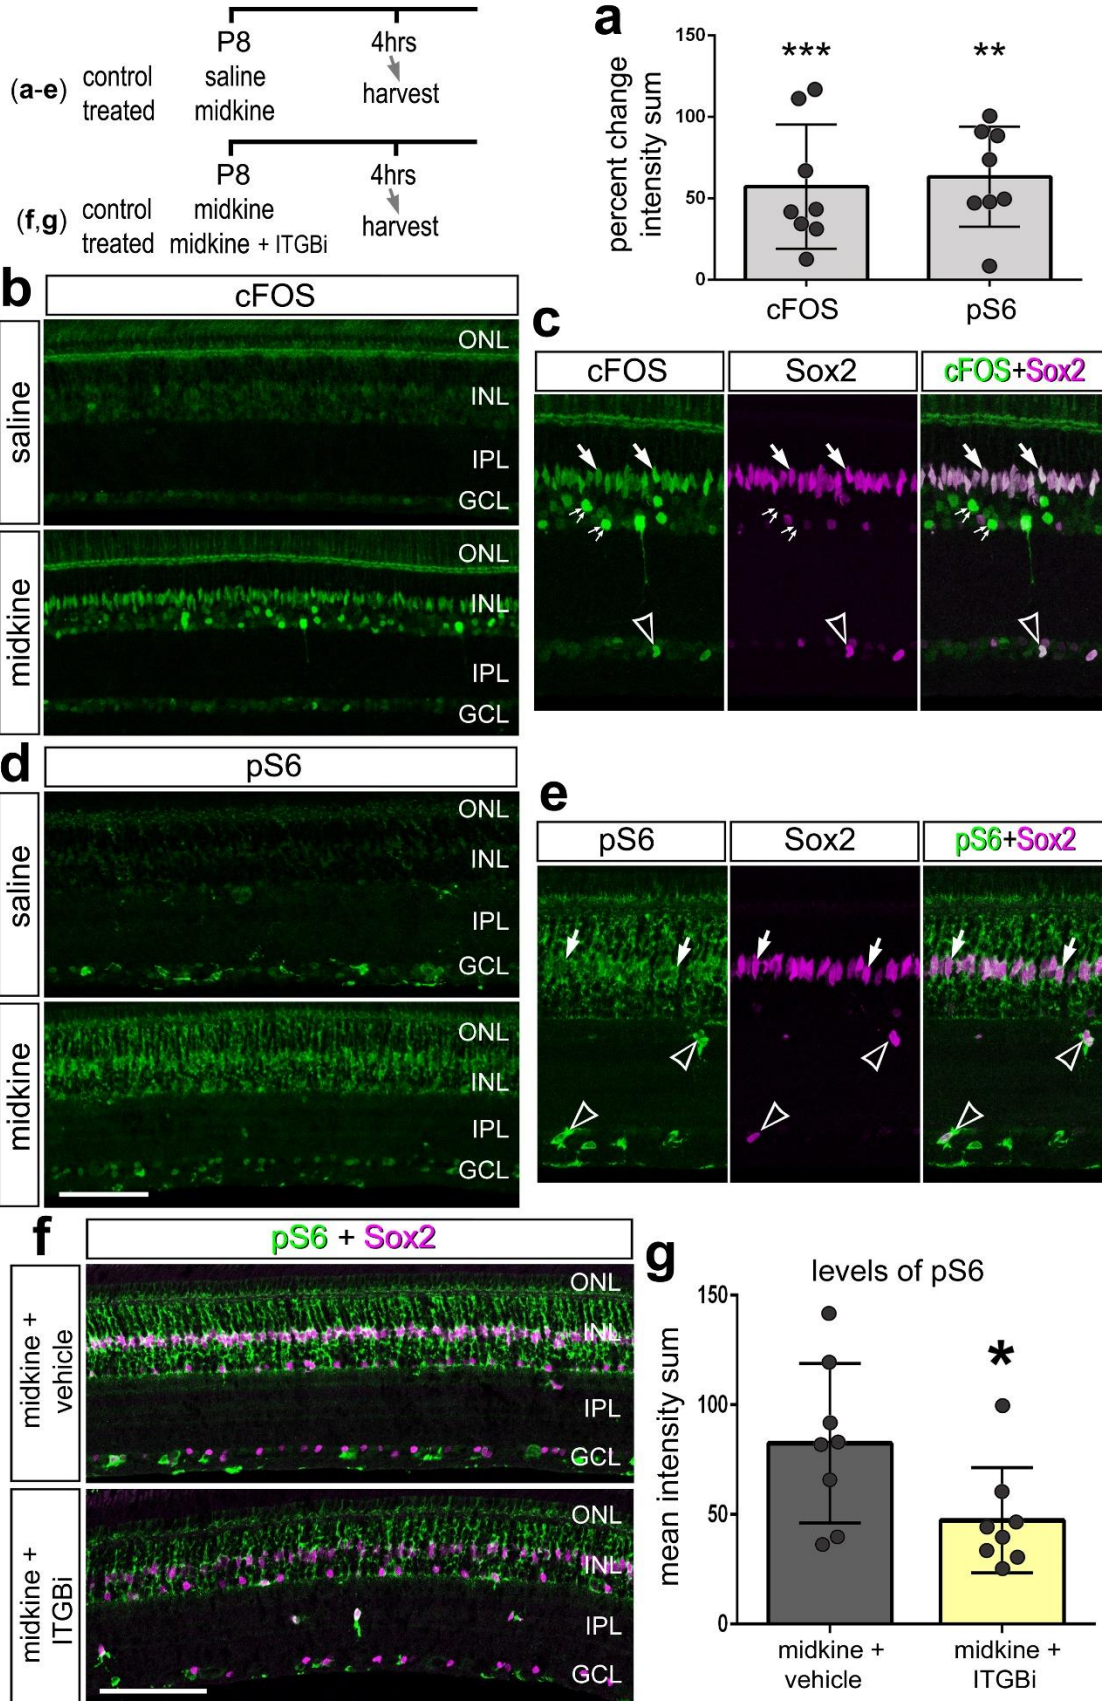 P8 4hrs
(a-e) control saline harvest
treated midkine
P8 4hrs
(f,g) control midkine harvest
treated midkine + ITGBi
a
percent change
intensity sum
150
100
50
0
***
**
cFOS
pS6
b
cFOS
saline
ONL
INL
IPL
GCL
midkine
ONL
INL
IPL
GCL
c
cFOS
Sox2
cFOS+Sox2
d
pS6
saline
ONL
INL
IPL
GCL
midkine
ONL
INL
IPL
GCL
e
pS6
Sox2
pS6+Sox2
f
pS6 + Sox2
midkine +
vehicle
ONL
INL
IPL
GCL
midkine +
ITGBi
ONL
INL
IPL
GCL
g
levels of pS6
mean intensity sum
150
100
50
0
*
midkine +
vehicle
midkine +
ITGBi